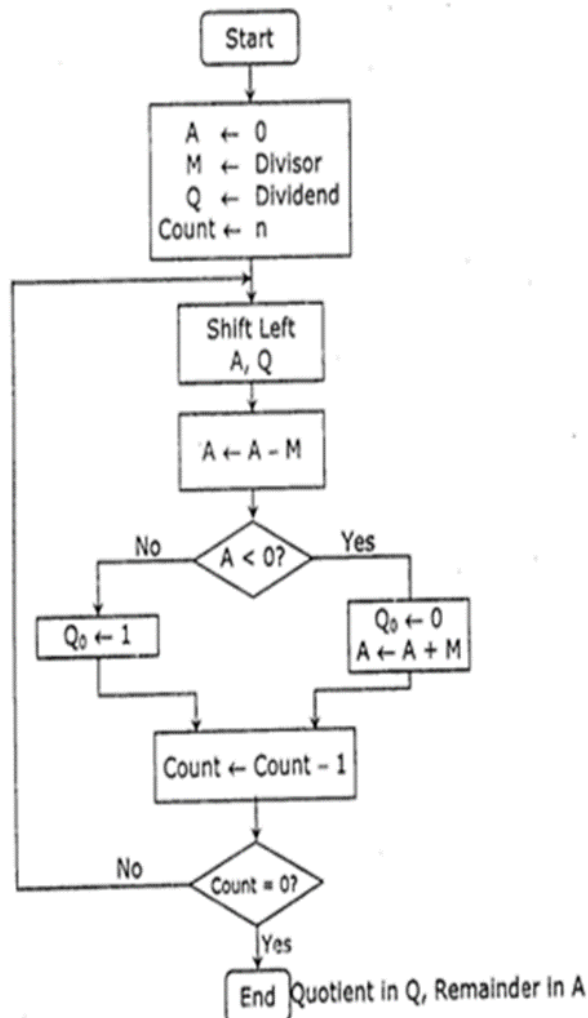 Start
A ← 0
M ← Divisor
Q ← Dividend
Count ← n
Shift Left
A, Q
A ← A – M
No
A < 0?
Yes
Q₀ ← 1
Q₀ ← 0
A ← A + M
Count ← Count – 1
No
Count = 0?
Yes
End
Quotient in Q, Remainder in A